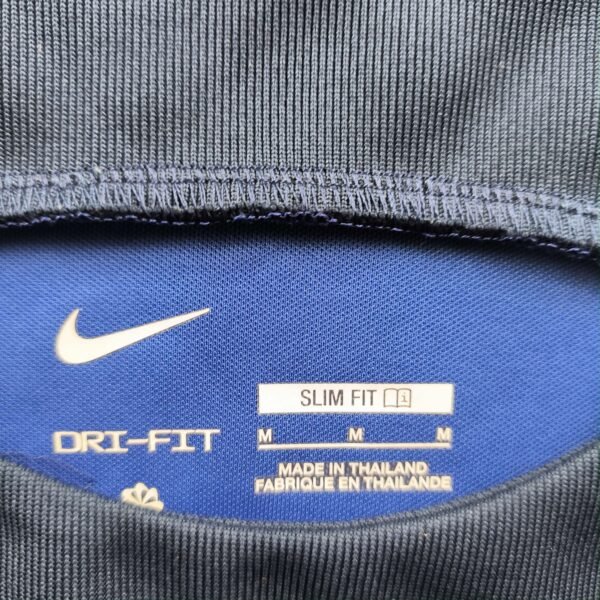 DRI-FIT
SLIM FIT
M M M
MADE IN THAILAND
FABRIQUE EN THAILANDE